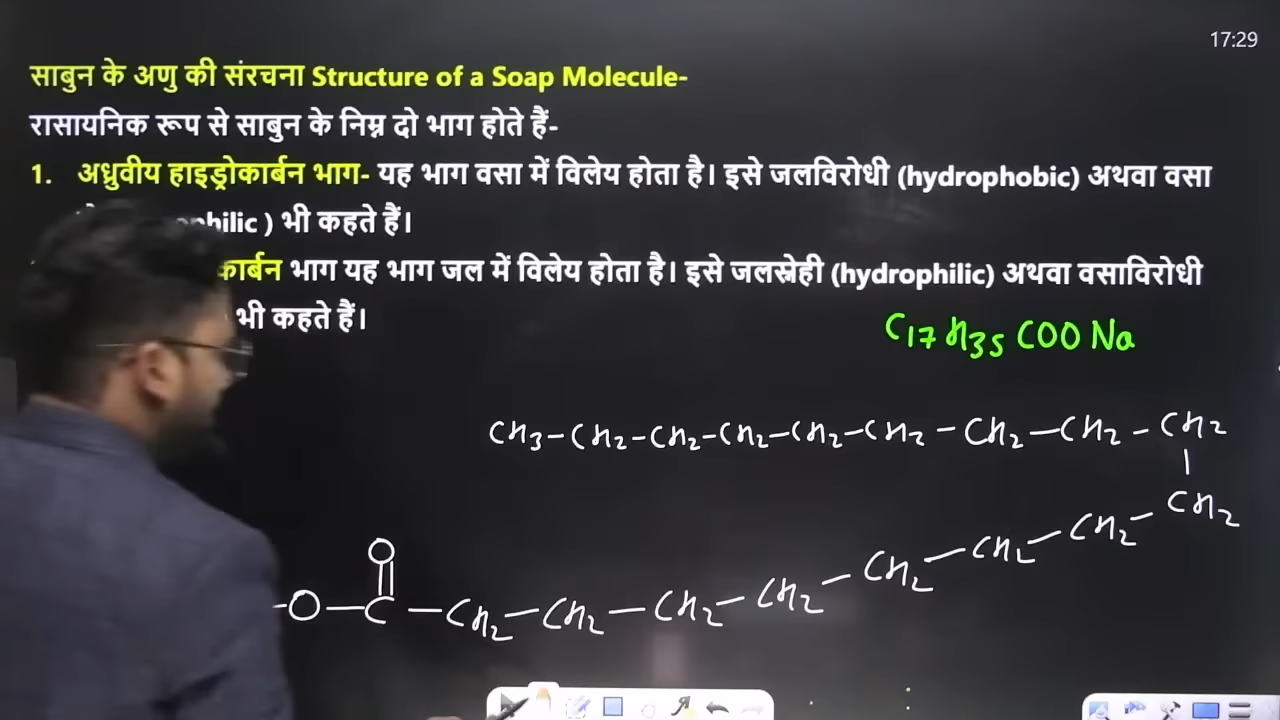 17:29
साबुन के अणु की संरचना Structure of a Soap Molecule-
रासायनिक रूप से साबुन के निम्न दो भाग होते हैं-
1. अध्रुवीय हाइड्रोकार्बन भाग- यह भाग वसा में विलेय होता है। इसे जलविरोधी (hydrophobic) अथवा वसा
) भी कहते हैं।
भाग यह भाग जल में विलेय होता है। इसे जलस्नेही (hydrophilic) अथवा वसाविरोधी
भी कहते हैं।
C17H35COONa
CH3-CH2-CH2-CH2-CH2-CH2-CH2-CH2-CH2
CH2
-O-C-CH2-CH2-CH2-CH2-CH2-CH2-CH2
O